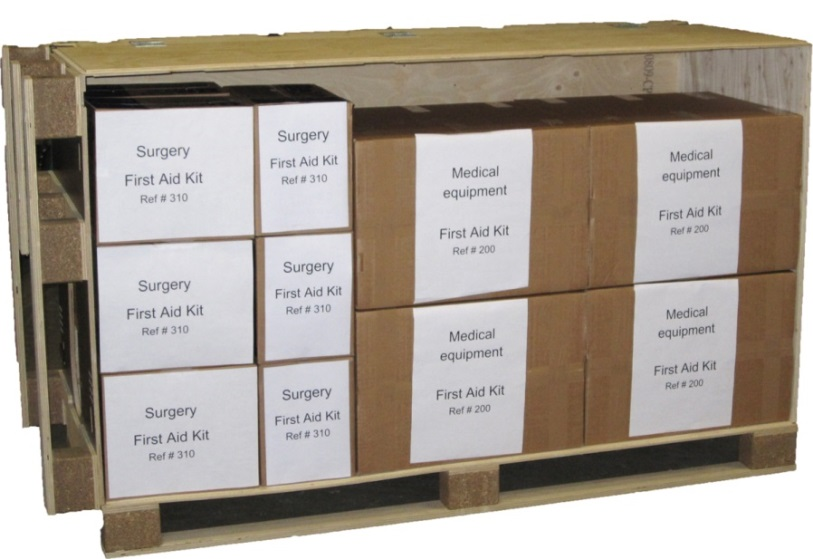 Surgery
First Aid Kit
Ref # 310
Surgery
First Aid Kit
Ref # 310
Medical
equipment
First Aid Kit
Ref # 200
Medical
equipment
First Aid Kit
Ref # 200
Surgery
First Aid Kit
Ref # 310
Surgery
First Aid Kit
Ref # 310
Medical
equipment
First Aid Kit
Ref # 200
Medical
equipment
First Aid Kit
Ref # 200
Surgery
First Aid Kit
Ref # 310
Surgery
First Aid Kit
Ref # 310